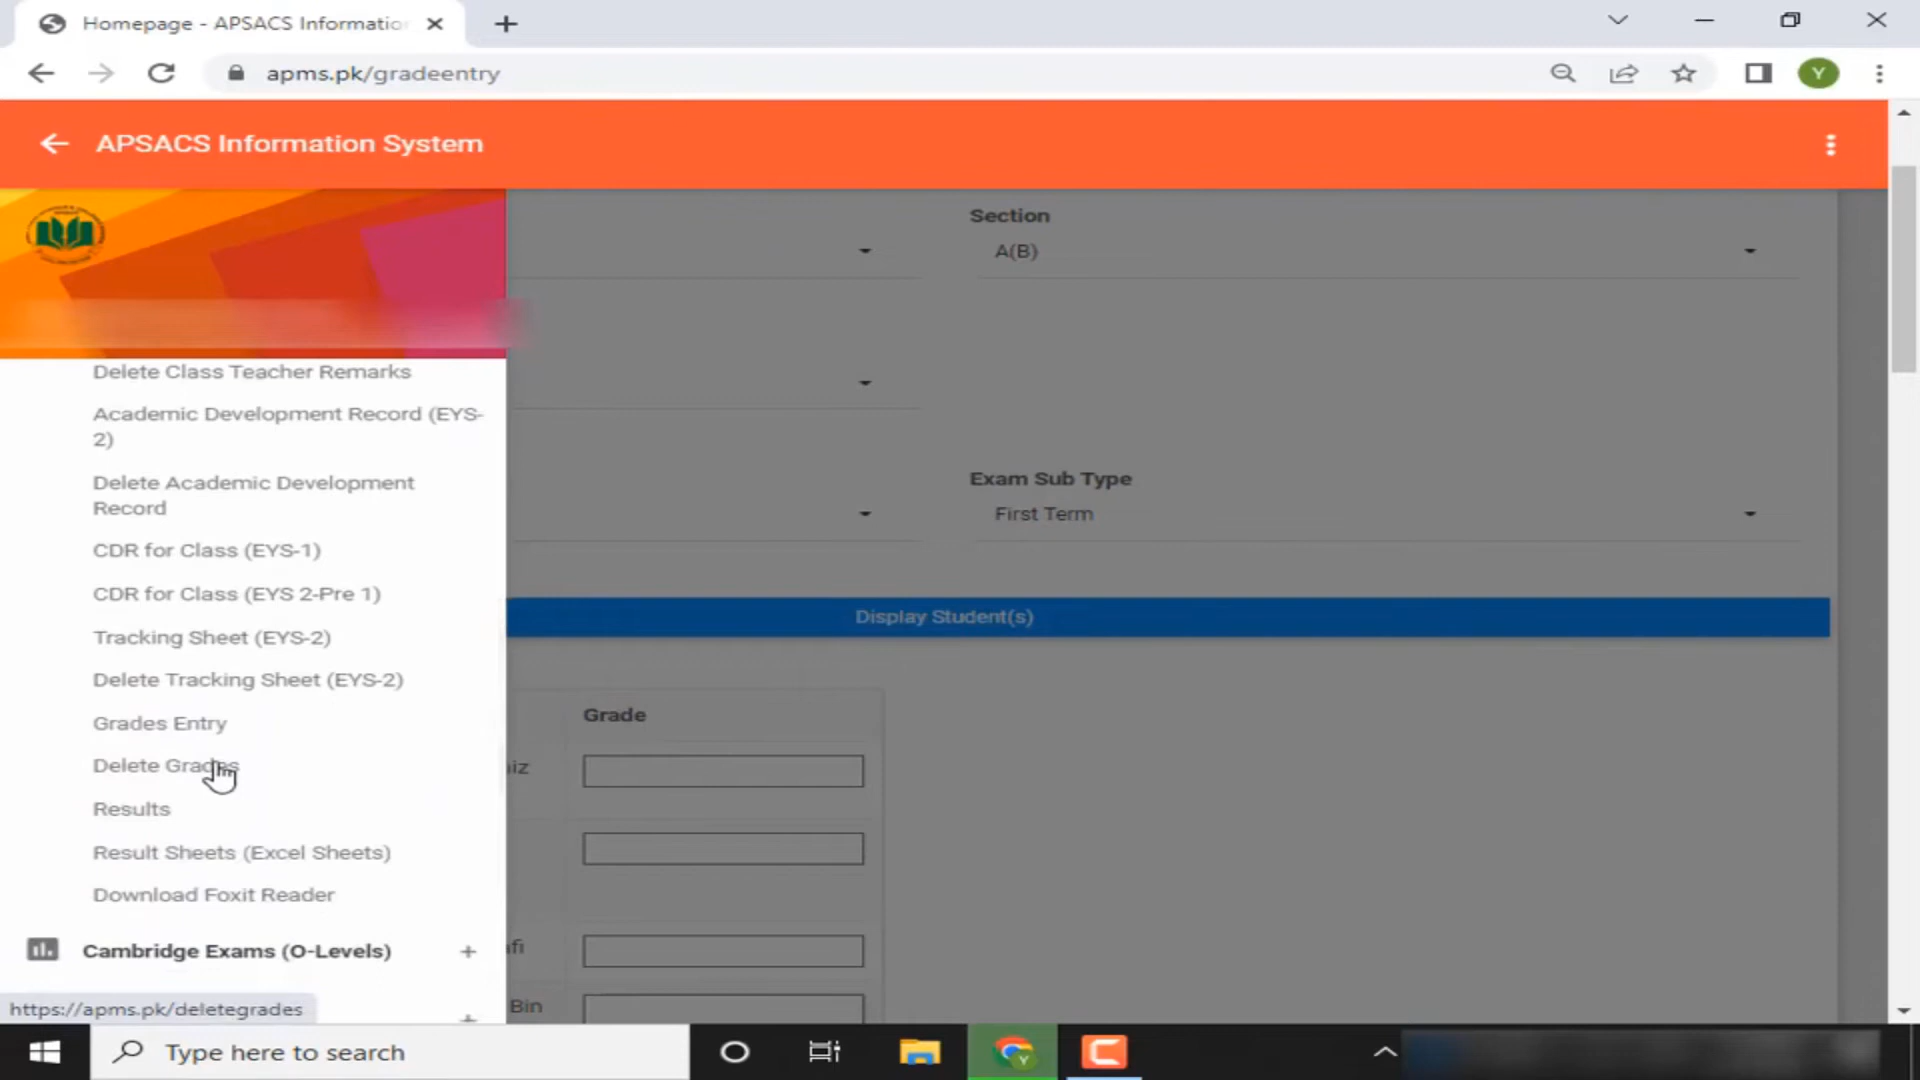 Homepage - APSACS Informatio
apms.pk/gradeentry
Y
APSACS Information System
Section
A(B)
Delete Class Teacher Remarks
Academic Development Record (EYS-
2)
Delete Academic Development
Record
CDR for Class (EYS-1)
CDR for Class (EYS 2-Pre 1)
Tracking Sheet (EYS-2)
Delete Tracking Sheet (EYS-2)
Grades Entry
Delete Grades
Results
Result Sheets (Excel Sheets)
Download Foxit Reader
Cambridge Exams (O-Levels)
https://apms.pk/deletegrades
Exam Sub Type
First Term
Display Student(s)
Grade
iz
fi
Bin
Type here to search